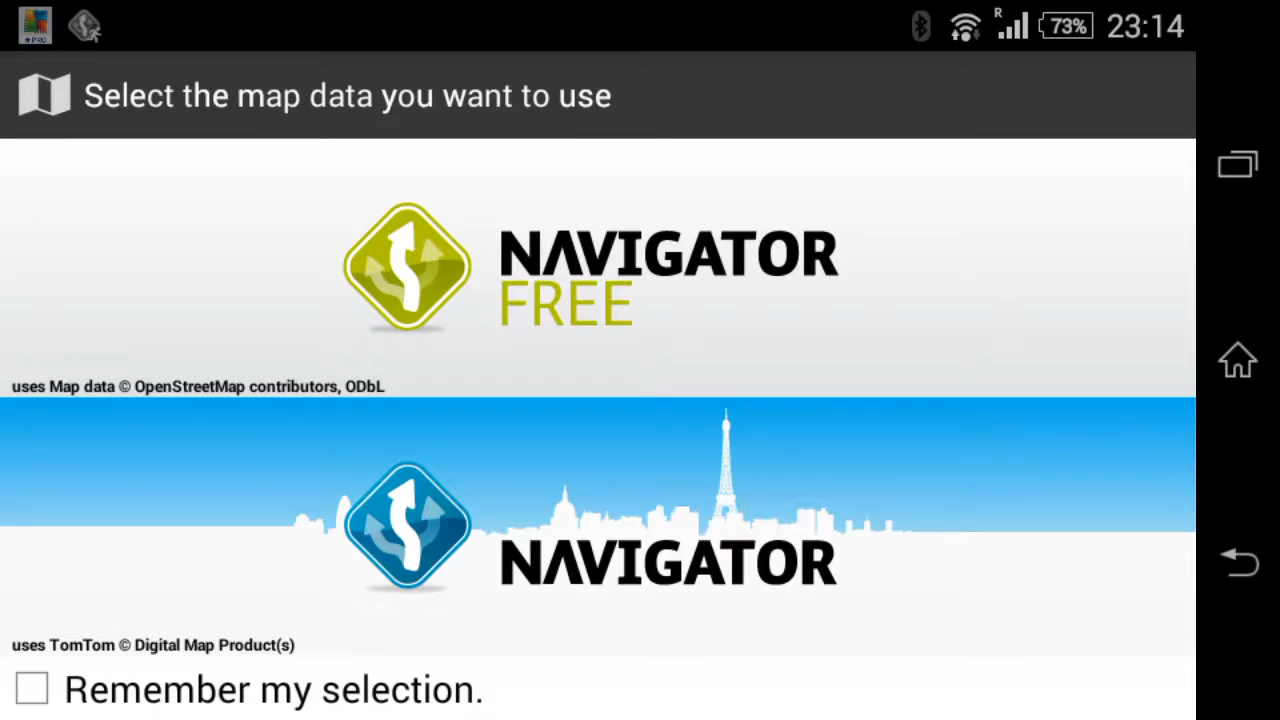 ★PRO
R
73%
23:14
Select the map data you want to use
NAVIGATOR
FREE
uses Map data © OpenStreetMap contributors, ODbL
NAVIGATOR
uses TomTom © Digital Map Product(s)
Remember my selection.